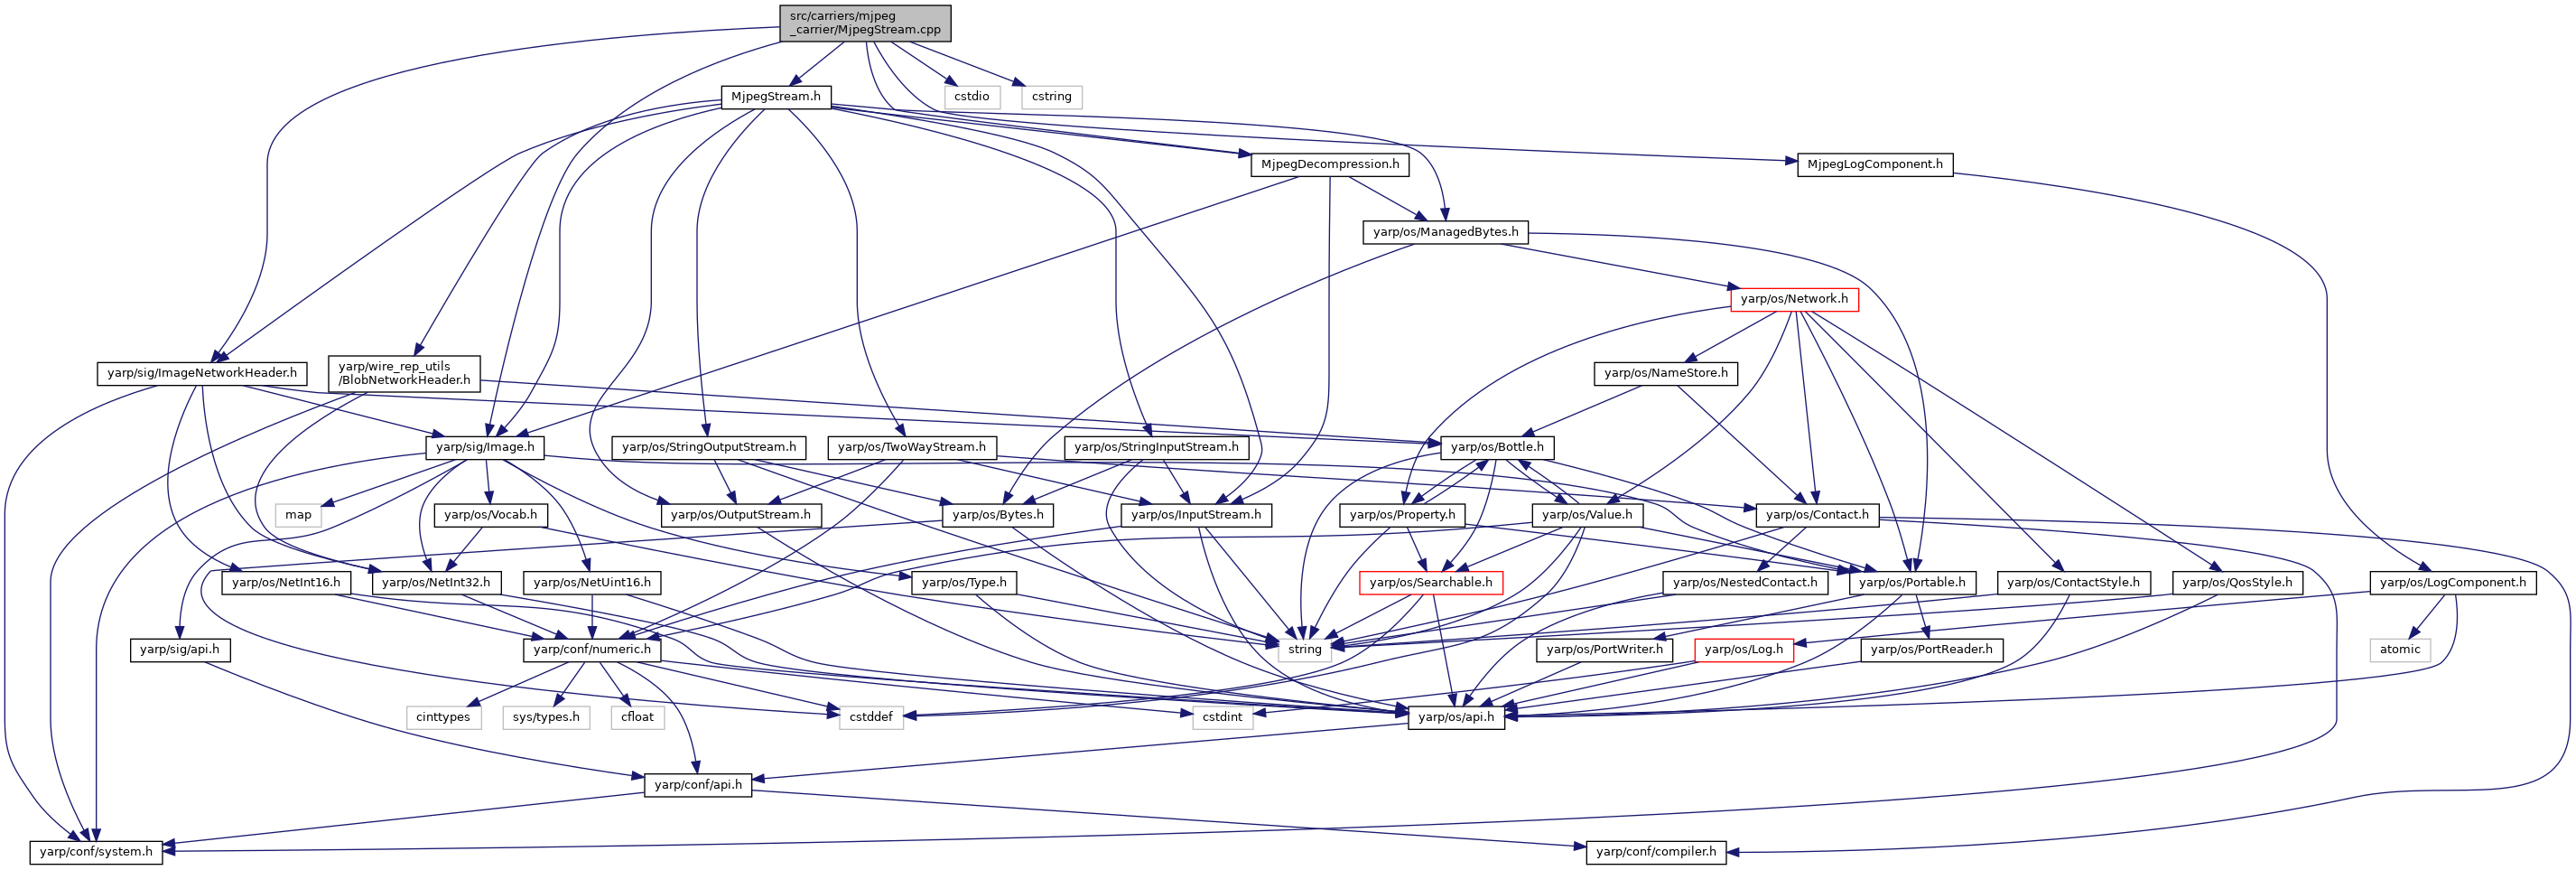 src/carriers/mjpeg
_carrier/MjpegStream.cpp
MjpegStream.h
cstdio
cstring
MjpegDecompression.h
MjpegLogComponent.h
yarp/os/ManagedBytes.h
yarp/os/Network.h
yarp/sig/ImageNetworkHeader.h
yarp/wire_rep_utils
/BlobNetworkHeader.h
yarp/os/NameStore.h
yarp/sig/Image.h
yarp/os/StringOutputStream.h
yarp/os/TwoWayStream.h
yarp/os/StringInputStream.h
yarp/os/Bottle.h
map
yarp/os/Vocab.h
yarp/os/OutputStream.h
yarp/os/Bytes.h
yarp/os/InputStream.h
yarp/os/Property.h
yarp/os/Value.h
yarp/os/Contact.h
yarp/os/NetInt16.h
yarp/os/NetInt32.h
yarp/os/NetUint16.h
yarp/os/Type.h
yarp/os/Searchable.h
yarp/os/NestedContact.h
yarp/os/Portable.h
yarp/os/ContactStyle.h
yarp/os/QosStyle.h
yarp/os/LogComponent.h
yarp/sig/api.h
yarp/conf/numeric.h
string
yarp/os/PortWriter.h
yarp/os/Log.h
yarp/os/PortReader.h
atomic
cinttypes
sys/types.h
cfloat
cstddef
cstdint
yarp/os/api.h
yarp/conf/api.h
yarp/conf/system.h
yarp/conf/compiler.h